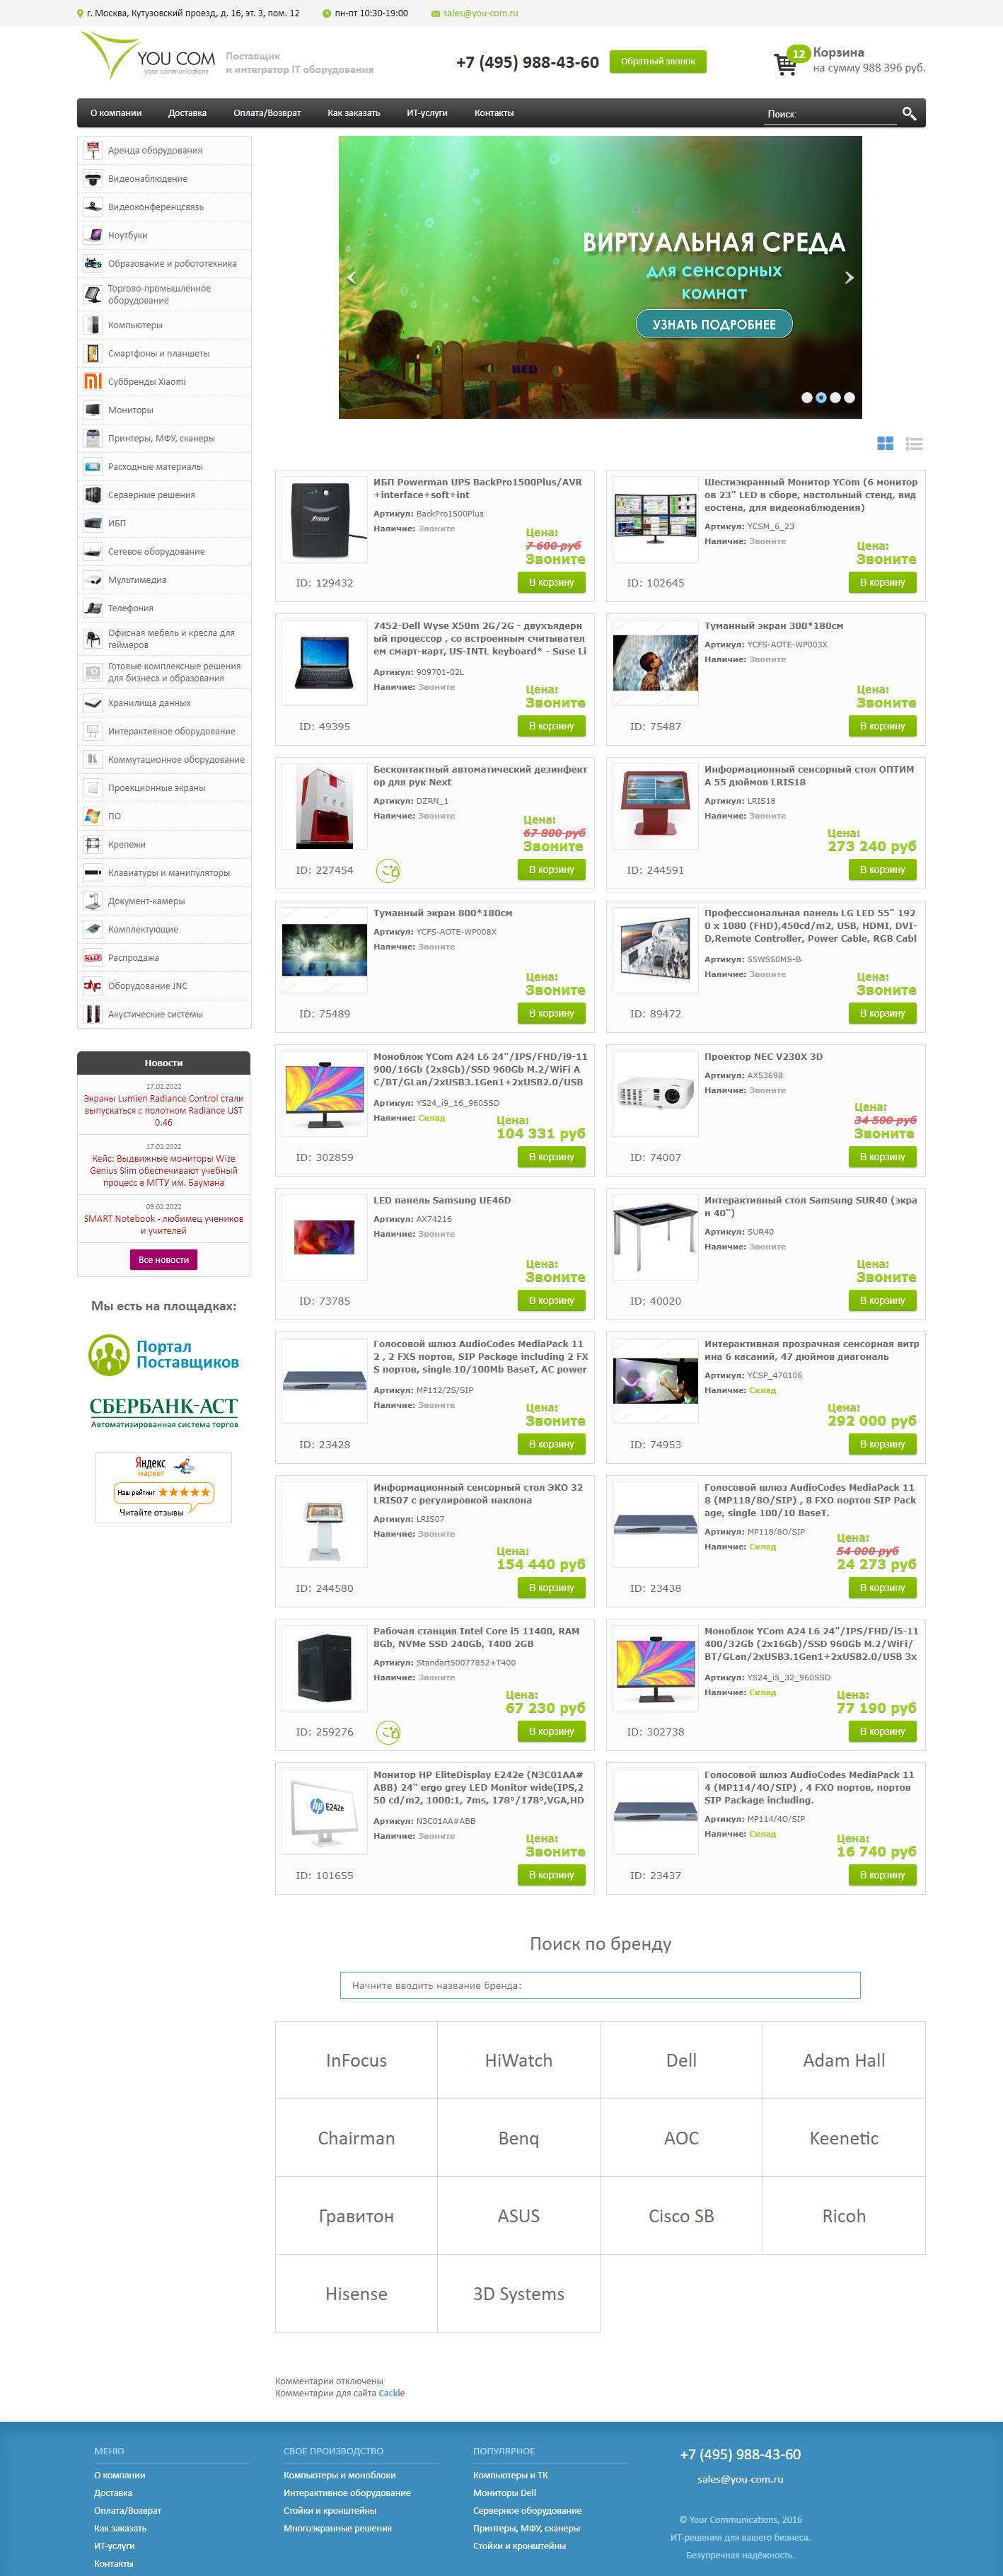 г. Москва, Кутузовский проезд, д. 16, эт. 3, пом. 12
пн-пт 10:30-19:00
sales@you-com.ru
YOU COM
your communications
Поставщик
и интегратор IT оборудования
+7 (495) 988-43-60
Обратный звонок
12
Корзина
на сумму 988 396 руб.
О компании
Доставка
Оплата/Возврат
Как заказать
ИТ-услуги
Контакты
Поиск:
Аренда оборудования
Видеонаблюдение
Видеоконференцсвязь
Ноутбуки
Образование и робототехника
Торгово-промышленное
оборудование
Компьютеры
Смартфоны и планшеты
Суббренды Xiaomi
Мониторы
Принтеры, МФУ, сканеры
Расходные материалы
Серверные решения
ИБП
Сетевое оборудование
Мультимедиа
Телефония
Офисная мебель и кресла для
геймеров
Готовые комплексные решения
для бизнеса и образования
Хранилища данных
Интерактивное оборудование
Коммутационное оборудование
Проекционные экраны
ПО
Крепежи
Клавиатуры и манипуляторы
Документ-камеры
Комплектующие
Распродажа
Оборудование JNC
Акустические системы
Новости
17.02.2022
Экраны Lumien Radiance Control стали
выпускаться с полотном Radiance UST
0.46
17.02.2022
Кейс: Выдвижные мониторы Wize
Genius Slim обеспечивают учебный
процесс в МГТУ им. Баумана
09.02.2022
SMART Notebook - любимец учеников
и учителей
Все новости
Мы есть на площадках:
Портал
Поставщиков
СБЕРБАНК-АСТ
Автоматизированная система торгов
Яндекс
маркет
Наш рейтинг
Читайте отзывы
ВИРТУАЛЬНАЯ СРЕДА
для сенсорных
комнат
УЗНАТЬ ПОДРОБНЕЕ
BED
ИБП Powerman UPS BackPro1500Plus/AVR
+interface+soft+int
Артикул: BackPro1500Plus
Наличие: Звоните
Цена:
7 600 руб
Звоните
ID: 129432
В корзину
Шестиэкранный Монитор YCom (6 монитор
ов 23" LED в сборе, настольный стенд, вид
еостена, для видеонаблюдения)
Артикул: YCSM_6_23
Наличие: Звоните
Цена:
Звоните
ID: 102645
В корзину
7452-Dell Wyse X50m 2G/2G - двухъядерн
ый процессор , со встроенным считывател
ем смарт-карт, US-INTL keyboard* - Suse Li
Артикул: 909701-02L
Наличие: Звоните
Цена:
Звоните
ID: 49395
В корзину
Туманный экран 300*180см
Артикул: YCFS-AOTE-WP003X
Наличие: Звоните
Цена:
Звоните
ID: 75487
В корзину
Бесконтактный автоматический дезинфект
ор для рук Next
Артикул: DZRN_1
Наличие: Звоните
Цена:
67 800 руб
Звоните
ID: 227454
В корзину
Информационный сенсорный стол ОПТИМ
А 55 дюймов LRIS18
Артикул: LRIS18
Наличие: Звоните
Цена:
273 240 руб
ID: 244591
В корзину
Туманный экран 800*180см
Артикул: YCFS-AOTE-WP008X
Наличие: Звоните
Цена:
Звоните
ID: 75489
В корзину
Профессиональная панель LG LED 55" 192
0 x 1080 (FHD),450cd/m2, USB, HDMI, DVI-
D,Remote Controller, Power Cable, RGB Cabl
Артикул: 55WS50MS-B
Наличие: Звоните
Цена:
Звоните
ID: 89472
В корзину
Моноблок YCom A24 L6 24"/IPS/FHD/i9-11
900/16Gb (2x8Gb)/SSD 960Gb M.2/WiFi A
C/BT/GLan/2xUSB3.1Gen1+2xUSB2.0/USB
Артикул: YS24_i9_16_960SSD
Наличие: Склад
Цена:
104 331 руб
ID: 302859
В корзину
Проектор NEC V230X 3D
Артикул: AX53698
Наличие: Звоните
Цена:
34 500 руб
Звоните
ID: 74007
В корзину
LED панель Samsung UE46D
Артикул: AX74216
Наличие: Звоните
Цена:
Звоните
ID: 73785
В корзину
Интерактивный стол Samsung SUR40 (экра
н 40")
Артикул: SUR40
Наличие: Звоните
Цена:
Звоните
ID: 40020
В корзину
Голосовой шлюз AudioCodes MediaPack 11
2 , 2 FXS портов, SIP Package including 2 FX
S портов, single 10/100Mb BaseT, AC power
Артикул: MP112/2S/SIP
Наличие: Звоните
Цена:
Звоните
ID: 23428
В корзину
Интерактивная прозрачная сенсорная витр
ина 6 касаний, 47 дюймов диагональ
Артикул: YCSP_470106
Наличие: Склад
Цена:
292 000 руб
ID: 74953
В корзину
Информационный сенсорный стол ЭКО 32
LRIS07 с регулировкой наклона
Артикул: LRIS07
Наличие: Звоните
Цена:
154 440 руб
ID: 244580
В корзину
Голосовой шлюз AudioCodes MediaPack 11
8 (MP118/8O/SIP) , 8 FXO портов SIP Pack
age, single 100/10 BaseT.
Артикул: MP118/8O/SIP
Наличие: Склад
Цена:
54 000 руб
24 273 руб
ID: 23438
В корзину
Рабочая станция Intel Core i5 11400, RAM
8Gb, NVMe SSD 240Gb, T400 2GB
Артикул: Standart50077852+T400
Наличие: Звоните
Цена:
67 230 руб
ID: 259276
В корзину
Моноблок YCom A24 L6 24"/IPS/FHD/i5-11
400/32Gb (2x16Gb)/SSD 960Gb M.2/WiFi/
BT/GLan/2xUSB3.1Gen1+2xUSB2.0/USB 3x
Артикул: YS24_i5_32_960SSD
Наличие: Склад
Цена:
77 190 руб
ID: 302738
В корзину
Монитор HP EliteDisplay E242e (N3C01AA#
ABB) 24" ergo grey LED Monitor wide(IPS,2
50 cd/m2, 1000:1, 7ms, 178°/178°,VGA,HD
Артикул: N3C01AA#ABB
Наличие: Звоните
Цена:
Звоните
E242e
ID: 101655
В корзину
Голосовой шлюз AudioCodes MediaPack 11
4 (MP114/4O/SIP) , 4 FXO портов, портов
SIP Package including.
Артикул: MP114/4O/SIP
Наличие: Склад
Цена:
16 740 руб
ID: 23437
В корзину
Поиск по бренду
Начните вводить название бренда:
InFocus
HiWatch
Dell
Adam Hall
Chairman
Benq
AOC
Keenetic
Гравитон
ASUS
Cisco SB
Ricoh
Hisense
3D Systems
Комментарии отключены
Комментарии для сайта Cackle
МЕНЮ
О компании
Доставка
Оплата/Возврат
Как заказать
ИТ-услуги
Контакты
СВОЁ ПРОИЗВОДСТВО
Компьютеры и моноблоки
Интерактивное оборудование
Стойки и кронштейны
Многоэкранные решения
ПОПУЛЯРНОЕ
Компьютеры и ТК
Мониторы Dell
Серверное оборудование
Принтеры, МФУ, сканеры
Стойки и кронштейны
+7 (495) 988-43-60
sales@you-com.ru
© Your Communications, 2016
ИТ-решения для вашего бизнеса.
Безупречная надёжность.